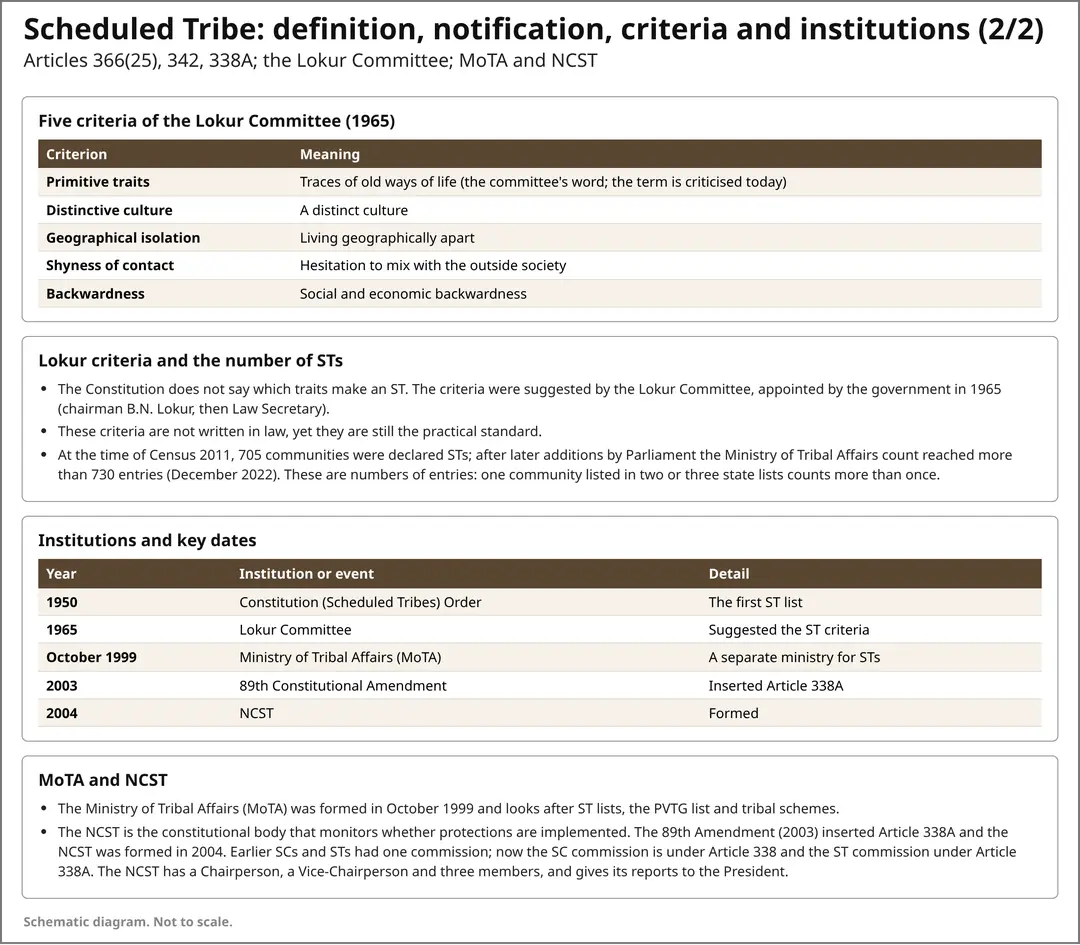 Scheduled Tribe: definition, notification, criteria and institutions (2/2)
Articles 366(25), 342, 338A; the Lokur Committee; MoTA and NCST
Five criteria of the Lokur Committee (1965)
Criterion Meaning
Primitive traits Traces of old ways of life (the committee's word; the term is criticised today)
Distinctive culture A distinct culture
Geographical isolation Living geographically apart
Shyness of contact Hesitation to mix with the outside society
Backwardness Social and economic backwardness
Lokur criteria and the number of STs
• The Constitution does not say which traits make an ST. The criteria were suggested by the Lokur Committee, appointed by the government in 1965
(chairman B.N. Lokur, then Law Secretary).
• These criteria are not written in law, yet they are still the practical standard.
• At the time of Census 2011, 705 communities were declared STs; after later additions by Parliament the Ministry of Tribal Affairs count reached more
than 730 entries (December 2022). These are numbers of entries: one community listed in two or three state lists counts more than once.
Institutions and key dates
Year Institution or event Detail
1950 Constitution (Scheduled Tribes) Order The first ST list
1965 Lokur Committee Suggested the ST criteria
October 1999 Ministry of Tribal Affairs (MoTA) A separate ministry for STs
2003 89th Constitutional Amendment Inserted Article 338A
2004 NCST Formed
MoTA and NCST
• The Ministry of Tribal Affairs (MoTA) was formed in October 1999 and looks after ST lists, the PVTG list and tribal schemes.
• The NCST is the constitutional body that monitors whether protections are implemented. The 89th Amendment (2003) inserted Article 338A and the
NCST was formed in 2004. Earlier SCs and STs had one commission; now the SC commission is under Article 338 and the ST commission under Article
338A. The NCST has a Chairperson, a Vice-Chairperson and three members, and gives its reports to the President.
Schematic diagram. Not to scale.